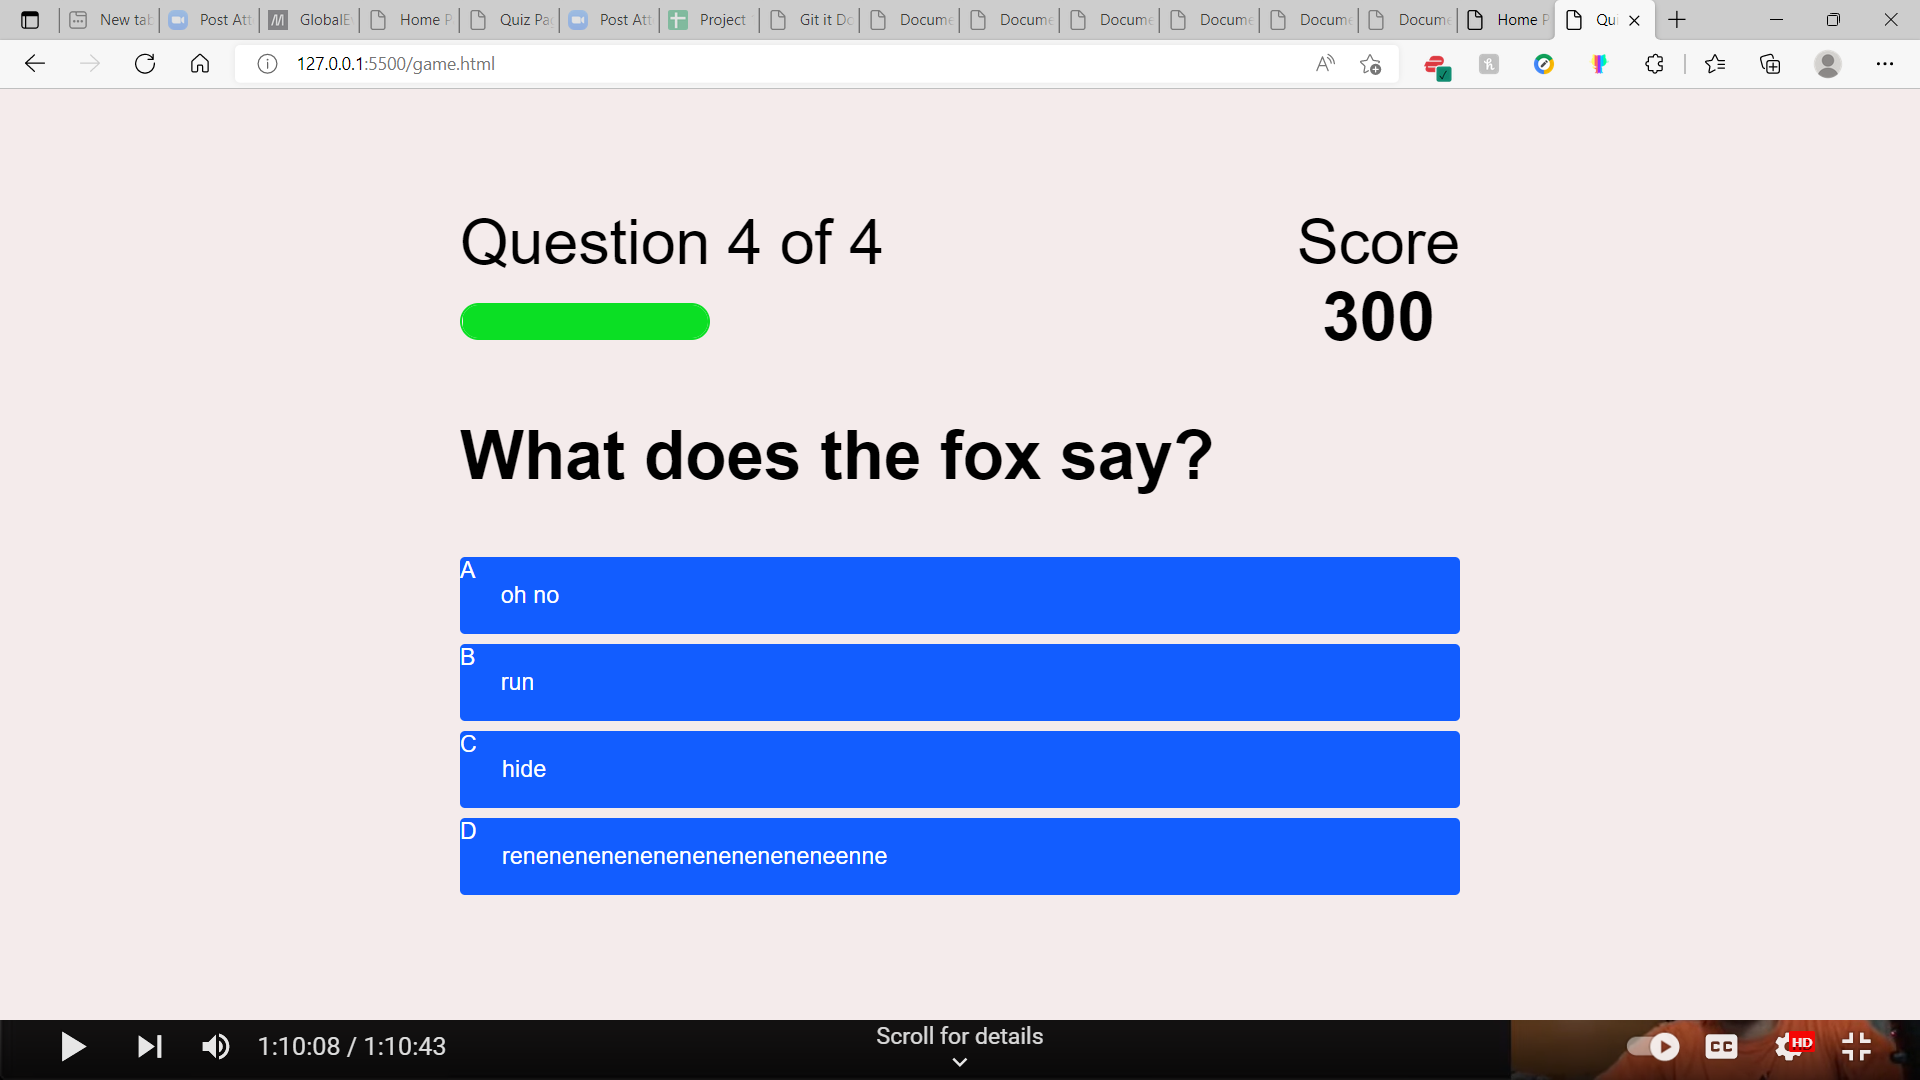 New tab
Post Att
GlobalE
Home P
Quiz Pa
Post Att
Project
Git it Do
Docume
Docume
Docume
Docume
Docume
Docume
Home P
Qui
127.0.0.1:5500/game.html
Question 4 of 4
Score
300
What does the fox say?
A
oh no
B
run
C
hide
D
reneneneneneneneneneneneneenne
1:10:08 / 1:10:43
Scroll for details
CC
HD